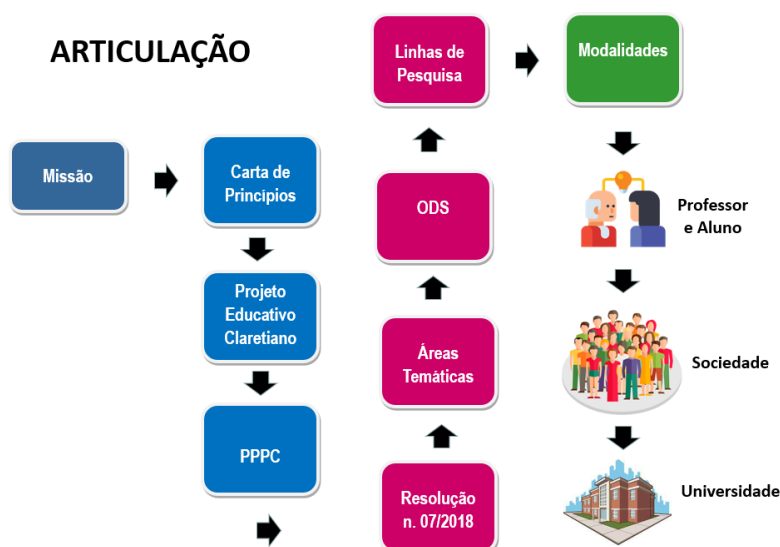 ARTICULAÇÃO
Missão
Carta de
Princípios
Projeto
Educativo
Claretiano
PPPC
Resolução
n. 07/2018
Áreas
Temáticas
ODS
Linhas de
Pesquisa
Modalidades
Professor
e Aluno
Sociedade
Universidade